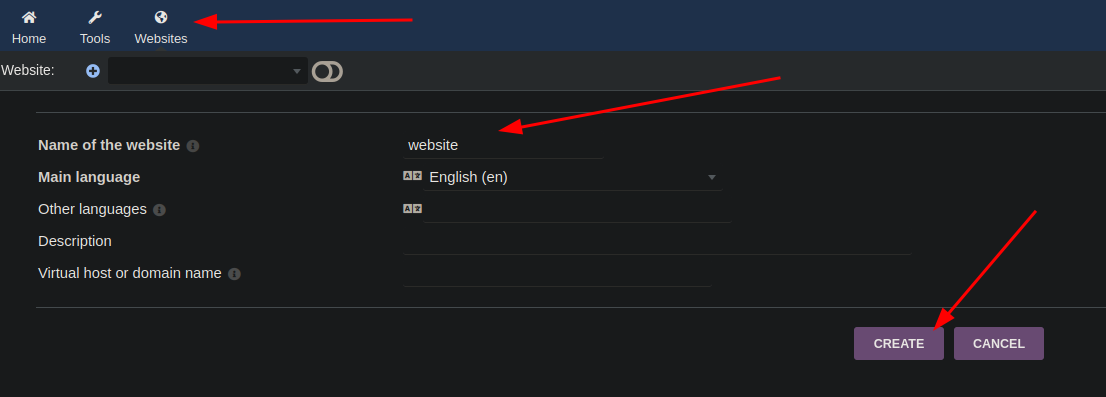 Home Tools Websites
Website:
Name of the website website
Main language English (en)
Other languages
Description
Virtual host or domain name
CREATE CANCEL